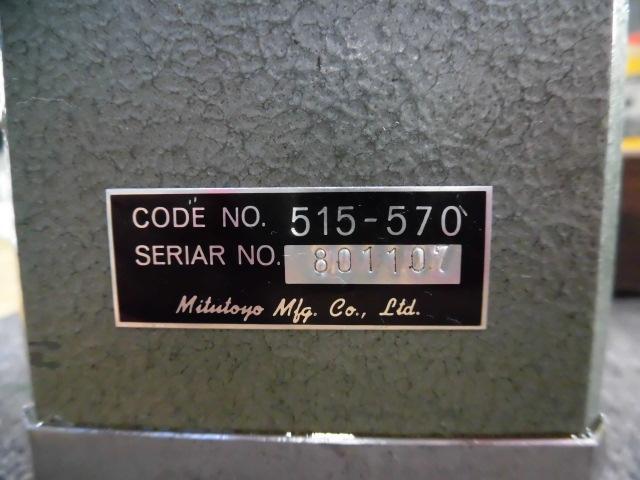 CODE NO. 515-570
SERIAR NO. 801107
Mitutoyo Mfg. Co., Ltd.